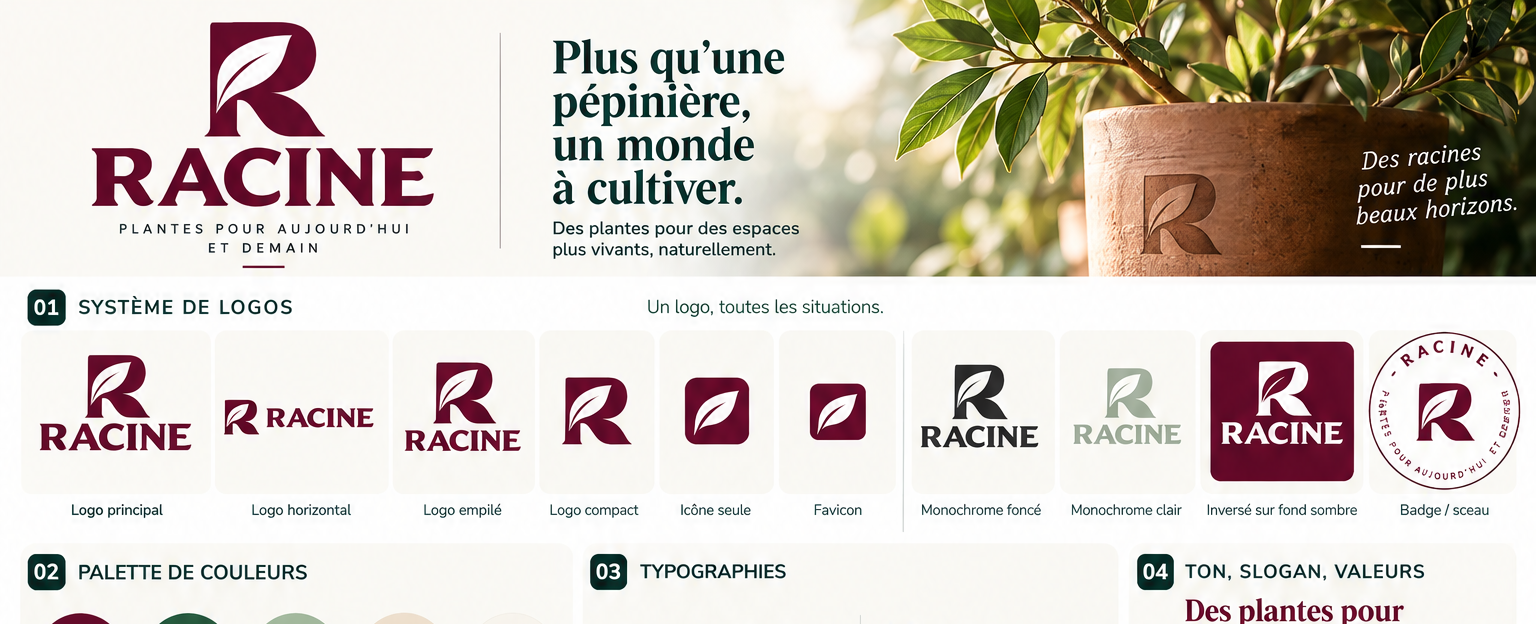 RACINE
PLANTES POUR AUJOURD'HUI
ET DEMAIN
Plus qu’une
pépinière,
un monde
à cultiver.
Des plantes pour des espaces
plus vivants, naturellement.
R
Des racines
pour de plus
beaux horizons.
01 SYSTÈME DE LOGOS
Un logo, toutes les situations.
R
RACINE
R RACINE
R
RACINE
R
R
RACINE
R
RACINE
R
RACINE
- RACINE -
R
POUR AUJOURD'HUI ET
Logo principal
Logo horizontal
Logo empilé
Logo compact
Icône seule
Favicon
Monochrome foncé
Monochrome clair
Inversé sur fond sombre
Badge / sceau
02 PALETTE DE COULEURS
03 TYPOGRAPHIES
04 TON, SLOGAN, VALEURS
Des plantes pour